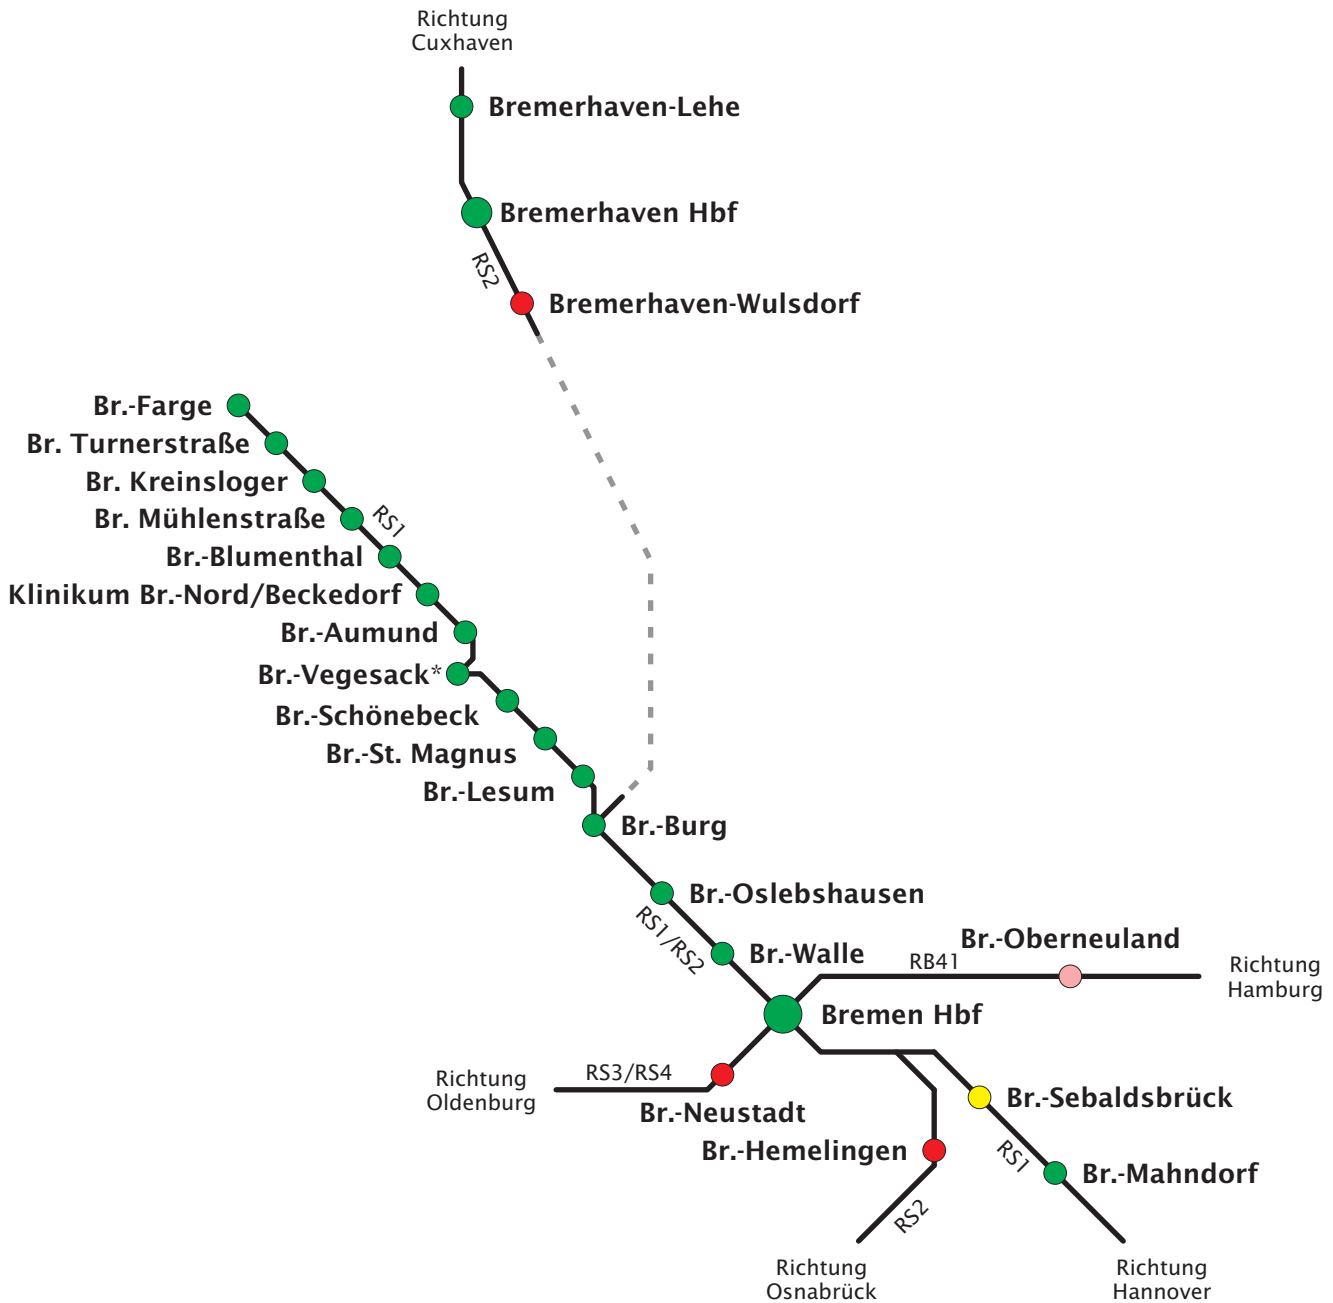 Richtung
Cuxhaven
Bremerhaven-Lehe
Bremerhaven Hbf
RS2
Bremerhaven-Wulsdorf
Br.-Farge
Br. Turnerstraße
Br. Kreinsloger
Br. Mühlenstraße
RS1
Br.-Blumenthal
Klinikum Br.-Nord/Beckedorf
Br.-Aumund
Br.-Vegesack*
Br.-Schönebeck
Br.-St. Magnus
Br.-Lesum
Br.-Burg
Br.-Oslebshausen
RS1/RS2
Br.-Walle
Br.-Oberneuland
RB41
Richtung
Hamburg
Bremen Hbf
RS3/RS4
Richtung
Oldenburg
Br.-Neustadt
Br.-Sebaldsbrück
Br.-Hemelingen
RS1
Br.-Mahndorf
RS2
Richtung
Osnabrück
Richtung
Hannover